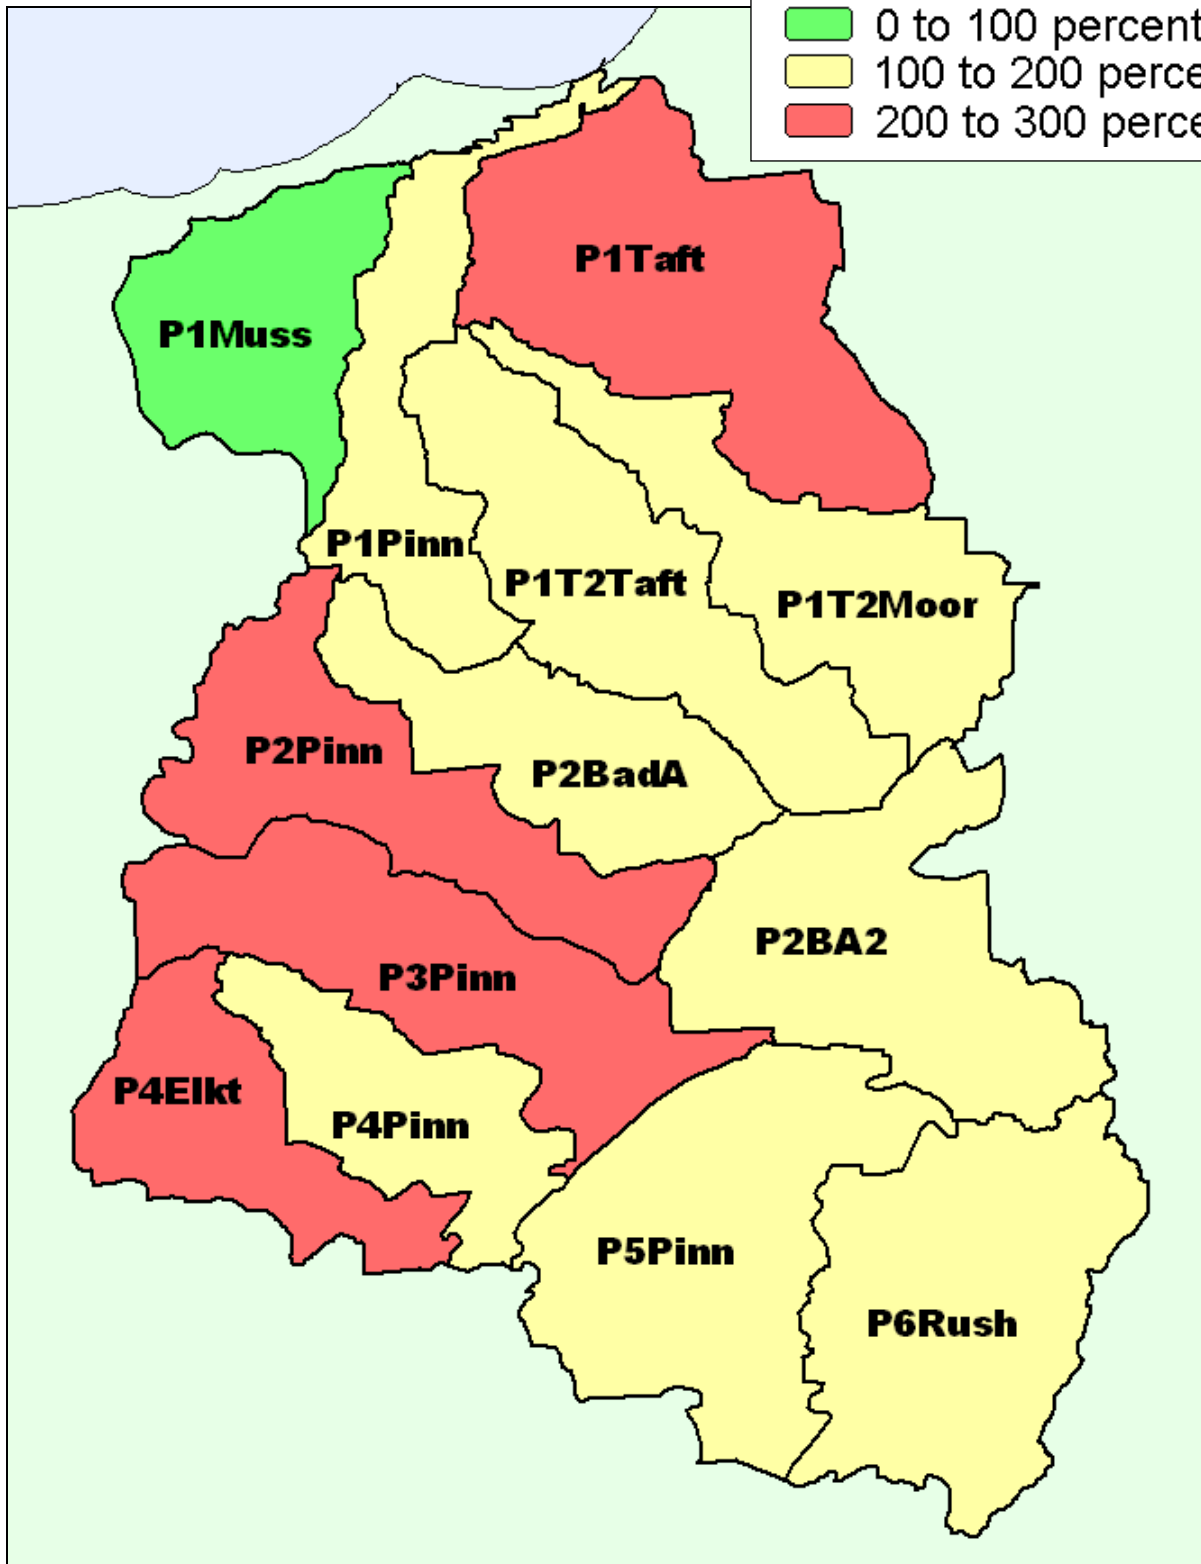 0 to 100 percent
100 to 200 perce
200 to 300 perce
P1Taft
P1Muss
P1Pinn
P1T2Taft
P1T2Moor
P2Pinn
P2BadA
P2BA2
P3Pinn
P4Elkt
P4Pinn
P5Pinn
P6Rush